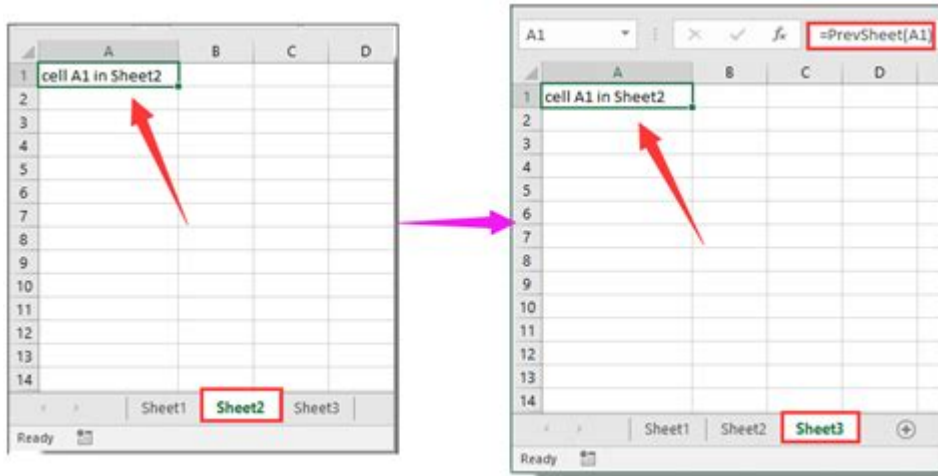 A B C D
1 cell A1 in Sheet2
2
3
4
5
6
7
8
9
10
11
12
13
14
Sheet1 Sheet2 Sheet3
Ready
A1 fx =PrevSheet(A1)
A B C D
1 cell A1 in Sheet2
2
3
4
5
6
7
8
9
10
11
12
13
14
Sheet1 Sheet2 Sheet3
Ready